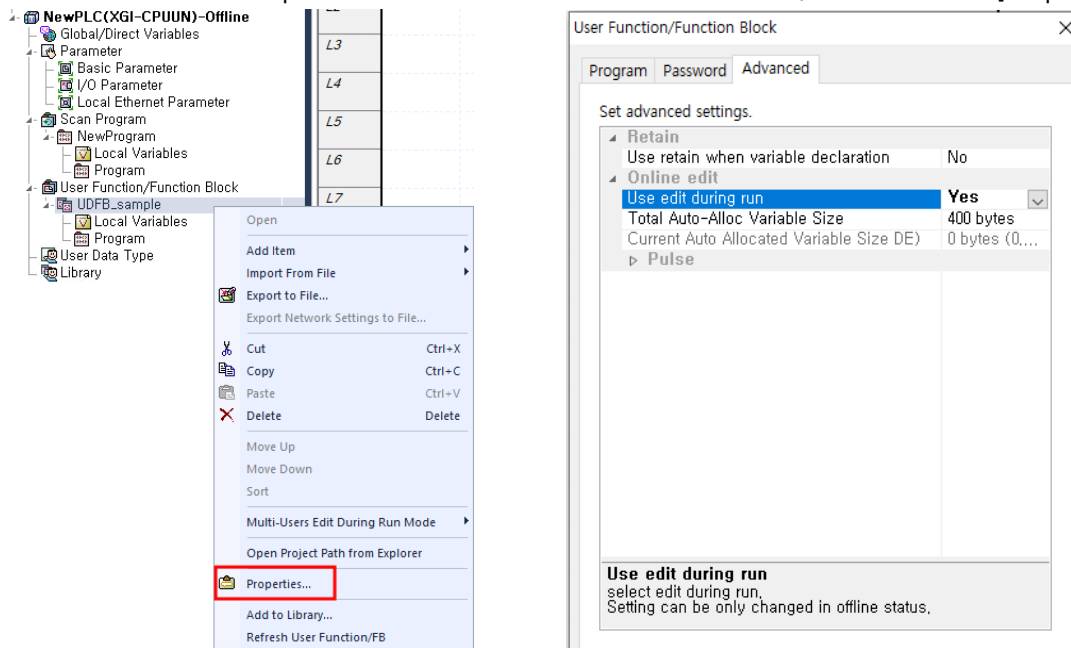 NewPLC(XGI-CPUUN)-Offline
Global/Direct Variables
Parameter
Basic Parameter
I/O Parameter
Local Ethernet Parameter
Scan Program
NewProgram
Local Variables
Program
User Function/Function Block
UDFB_sample
Local Variables
Program
User Data Type
Library
L3
L4
L5
L6
L7
Open
Add Item
Import From File
Export to File...
Export Network Settings to File...
Cut Ctrl+X
Copy Ctrl+C
Paste Ctrl+V
Delete Delete
Move Up
Move Down
Sort
Multi-Users Edit During Run Mode
Open Project Path from Explorer
Properties...
Add to Library...
Refresh User Function/FB
User Function/Function Block
Program Password Advanced
Set advanced settings.
Retain
Use retain when variable declaration No
Online edit
Use edit during run Yes
Total Auto-Alloc Variable Size 400 bytes
Current Auto Allocated Variable Size DE) 0 bytes (0,...
Pulse
Use edit during run
select edit during run,
Setting can be only changed in offline status,